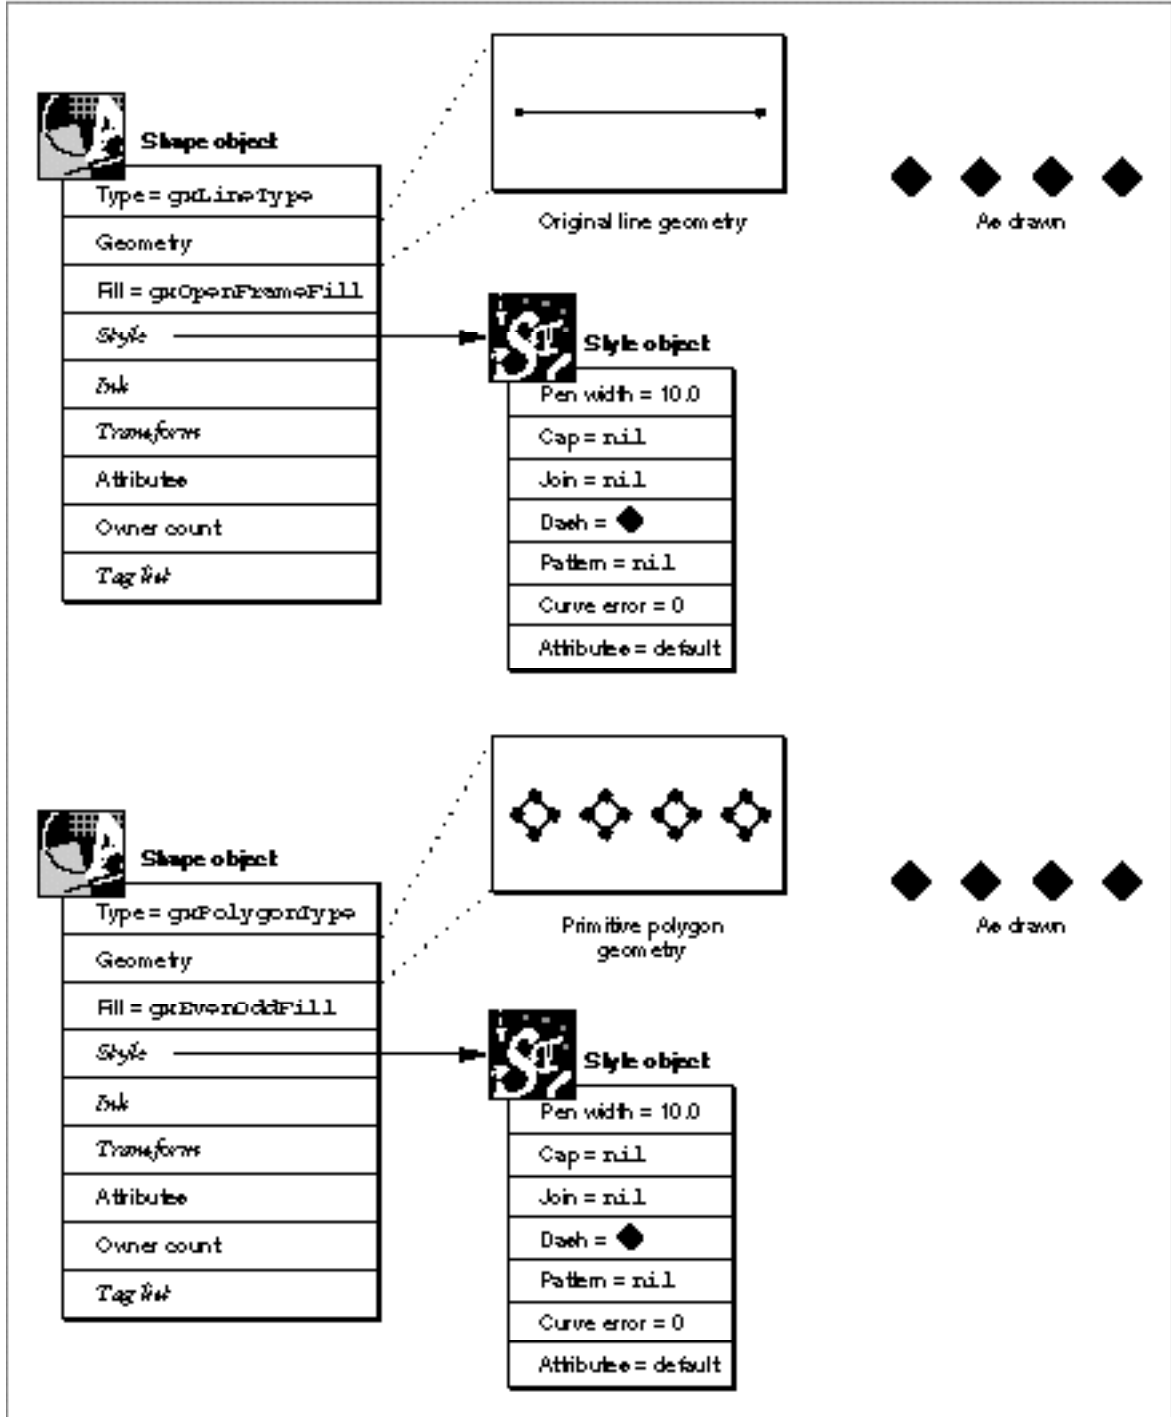 Shape object
Type = gxLineType
Geometry
Fill = gxOpenFrameFill
Style
Ink
Transform
Attributes
Owner count
Tag list
Original line geometry
As drawn
Style object
Pen width = 10.0
Cap = nil
Join = nil
Dash =
Pattern = nil
Curve error = 0
Attributes = default
Shape object
Type = gxPolygonType
Geometry
Fill = gxEvenOddFill
Style
Ink
Transform
Attributes
Owner count
Tag list
Primitive polygon
geometry
As drawn
Style object
Pen width = 10.0
Cap = nil
Join = nil
Dash =
Pattern = nil
Curve error = 0
Attributes = default